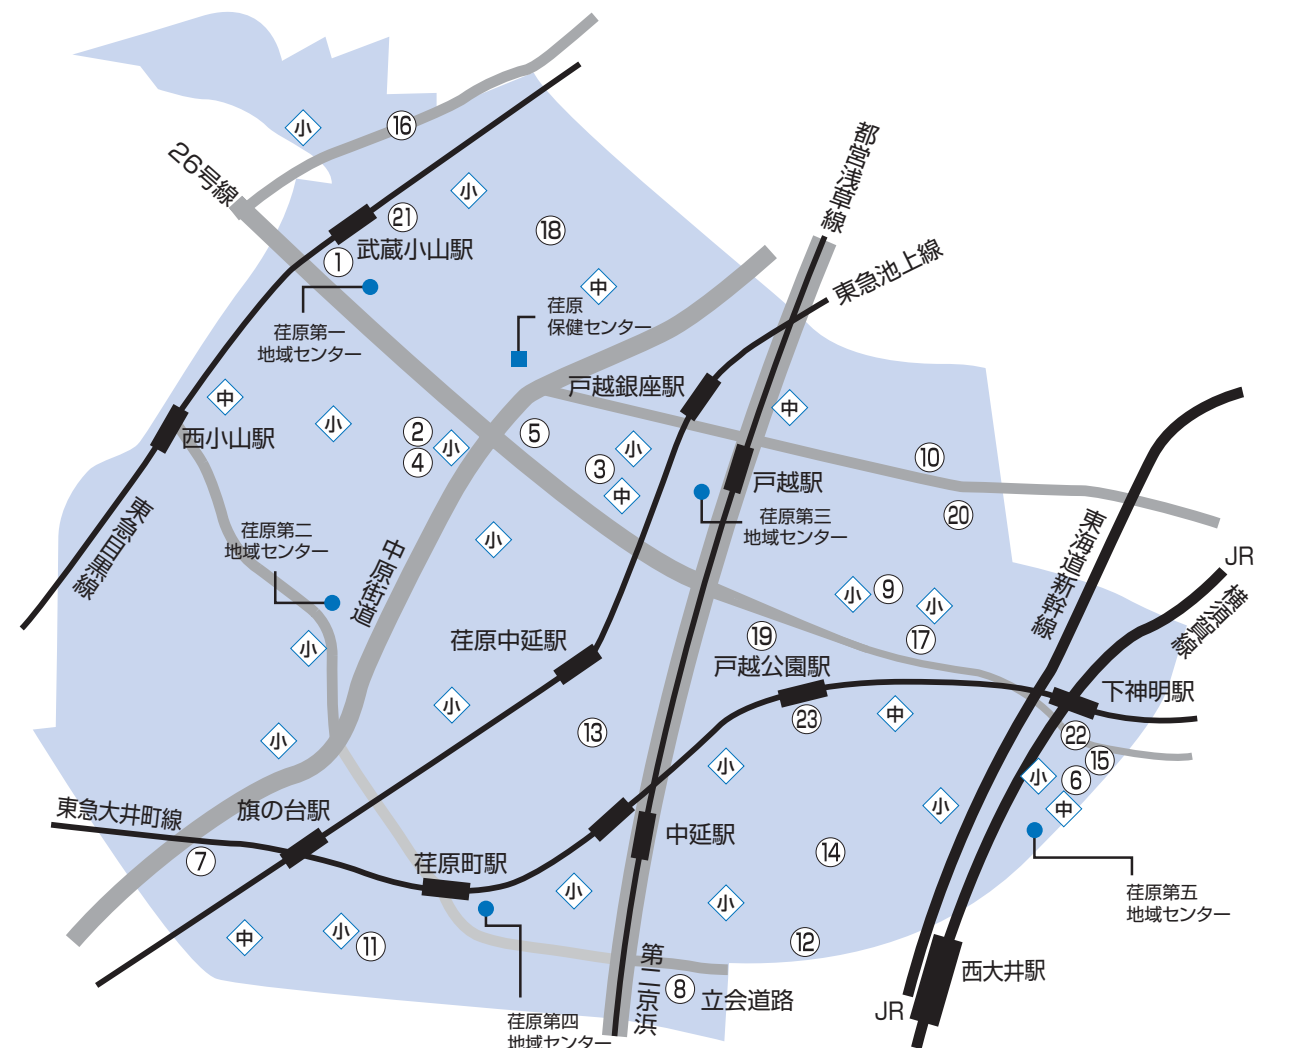 小
⑯
26号線
小
㉑
⑱
都営浅草線
武蔵小山駅
①
東急池上線
中
荏原
保健センター
荏原第一
地域センター
戸越銀座駅
中
中
小
西小山駅
②
小
④
⑤
小
③
中
⑩
戸越駅
荏原第三
地域センター
⑳
東急目黒線
荏原第二
地域センター
中原街道
小
東海道新幹線
JR
横須賀線
小
⑨
小
小
荏原中延駅
⑲
⑰
戸越公園駅
下神明駅
小
⑬
㉓
中
小
㉒
小
⑮
小
⑥
中
東急大井町線
旗の台駅
小
中延駅
⑦
荏原町駅
⑭
荏原第五
地域センター
小
小
中
小
⑪
⑫
第二京浜
西大井駅
⑧
立会道路
JR
荏原第四
地域センター